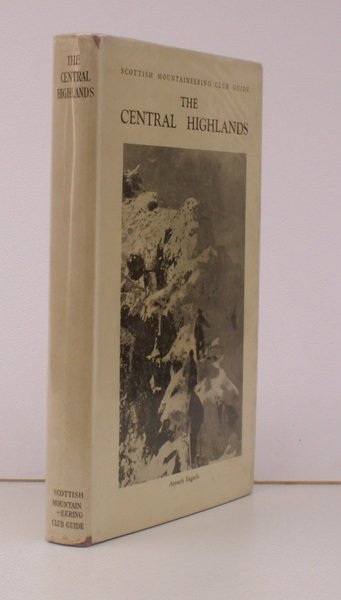 THE
CENTRAL
HIGHLANDS
SCOTTISH
MOUNTAIN
-EERING
CLUB GUIDE
SCOTTISH MOUNTAINEERING CLUB GUIDE
THE
CENTRAL HIGHLANDS
Aonach Eagach.